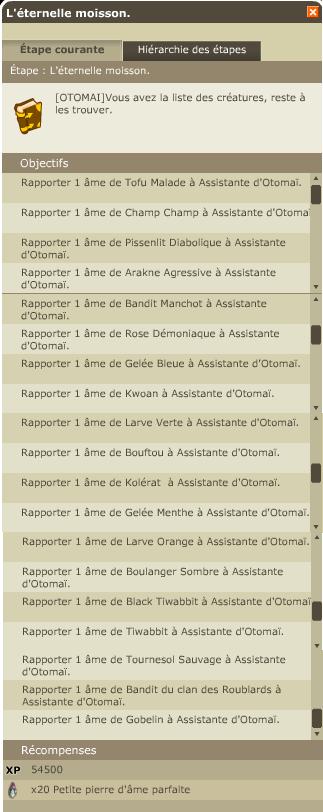 L'éternelle moisson.
Étape courante
Hiérarchie des étapes
Étape : L'éternelle moisson.
[OTOMAI]Vous avez la liste des créatures, reste à
les trouver.
Objectifs
Rapporter 1 âme de Tofu Malade à Assistante d'Otomaï.
Rapporter 1 âme de Champ Champ à Assistante d'Otomaï
Rapporter 1 âme de Pissenlit Diabolique à Assistante
d'Otomaï.
Rapporter 1 âme de Arakne Agressive à Assistante
d'Otomaï.
Rapporter 1 âme de Bandit Manchot à Assistante
d'Otomaï.
Rapporter 1 âme de Rose Démoniaque à Assistante
d'Otomaï.
Rapporter 1 âme de Gelée Bleue à Assistante d'Otomaï.
Rapporter 1 âme de Kwoan à Assistante d'Otomaï.
Rapporter 1 âme de Larve Verte à Assistante d'Otomaï.
Rapporter 1 âme de Bouftou à Assistante d'Otomaï.
Rapporter 1 âme de Kolérat à Assistante d'Otomaï.
Rapporter 1 âme de Gelée Menthe à Assistante d'Otomaï.
Rapporter 1 âme de Larve Orange à Assistante d'Otomaï.
Rapporter 1 âme de Boulanger Sombre à Assistante
d'Otomaï.
Rapporter 1 âme de Black Tiwabbit à Assistante d'Otomaï
Rapporter 1 âme de Tiwabbit à Assistante d'Otomaï.
Rapporter 1 âme de Tournesol Sauvage à Assistante
d'Otomaï.
Rapporter 1 âme de Bandit du clan des Roublards à
Assistante d'Otomaï.
Rapporter 1 âme de Gobelin à Assistante d'Otomaï.
Récompenses
XP 54500
x20 Petite pierre d'âme parfaite